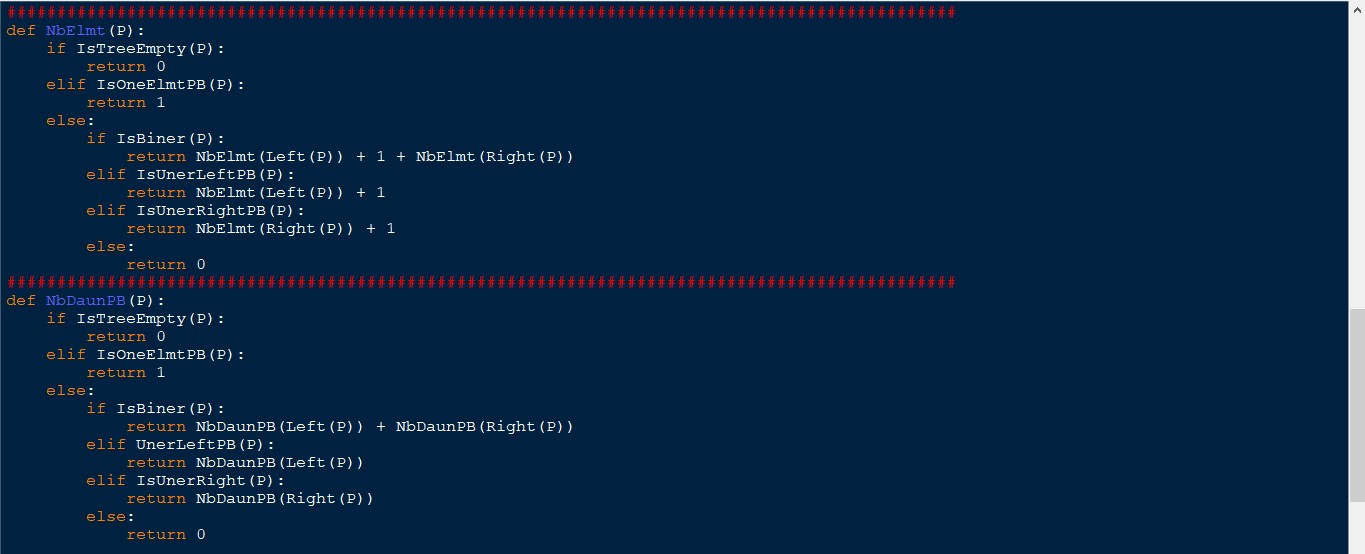 ###############################################################################################
def NbElmt(P):
    if IsTreeEmpty(P):
        return 0
    elif IsOneElmtPB(P):
        return 1
    else:
        if IsBiner(P):
            return NbElmt(Left(P)) + 1 + NbElmt(Right(P))
        elif IsUnerLeftPB(P):
            return NbElmt(Left(P)) + 1
        elif IsUnerRightPB(P):
            return NbElmt(Right(P)) + 1
        else:
            return 0
###############################################################################################
def NbDaunPB(P):
    if IsTreeEmpty(P):
        return 0
    elif IsOneElmtPB(P):
        return 1
    else:
        if IsBiner(P):
            return NbDaunPB(Left(P)) + NbDaunPB(Right(P))
        elif UnerLeftPB(P):
            return NbDaunPB(Left(P))
        elif IsUnerRight(P):
            return NbDaunPB(Right(P))
        else:
            return 0